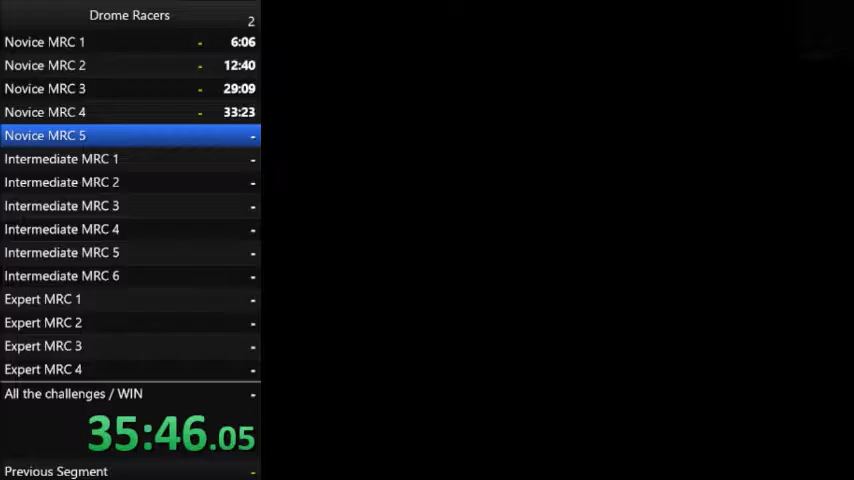 Drome Racers
2
Novice MRC 1 - 6:06
Novice MRC 2 - 12:40
Novice MRC 3 - 29:09
Novice MRC 4 - 33:23
Novice MRC 5 -
Intermediate MRC 1 -
Intermediate MRC 2 -
Intermediate MRC 3 -
Intermediate MRC 4 -
Intermediate MRC 5 -
Intermediate MRC 6 -
Expert MRC 1 -
Expert MRC 2 -
Expert MRC 3 -
Expert MRC 4 -
All the challenges / WIN -
35:46.05
Previous Segment -